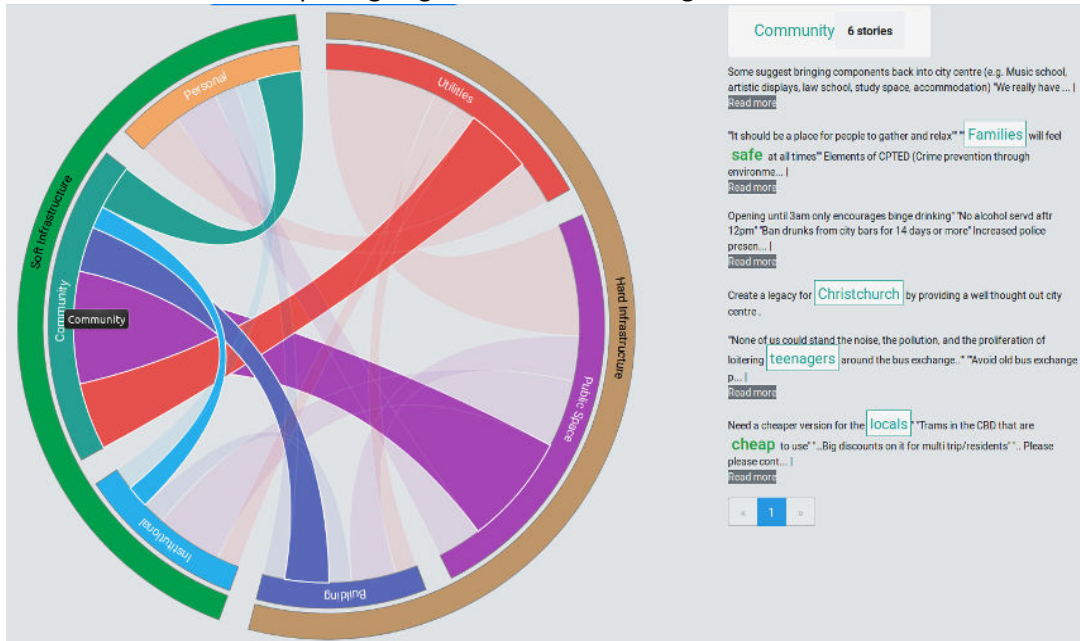 Soft Infrastructure
Personal
Community
Community
Institutional
Building
Public Space
Utilities
Hard Infrastructure
Community 6 stories
Some suggest bringing components back into city centre (e.g. Music school,
artistic displays, law school, study space, accommodation) "We really have ... |
Read more
"It should be a place for people to gather and relax"" "" Families will feel
safe at all times"" Elements of CPTED (Crime prevention through
environme... |
Read more
Opening until 3am only encourages binge drinking" "No alcohol servd aftr
12pm" "Ban drunks from city bars for 14 days or more" Increased police
presen... |
Read more
Create a legacy for Christchurch by providing a well thought out city
centre .
"None of us could stand the noise, the pollution, and the proliferation of
loitering teenagers around the bus exchange.." ""Avoid old bus exchange
p... |
Read more
Need a cheaper version for the locals " "Trams in the CBD that are
cheap to use" "..Big discounts on it for multi trip/residents" ".. Please
please cont... |
Read more
« 1 »